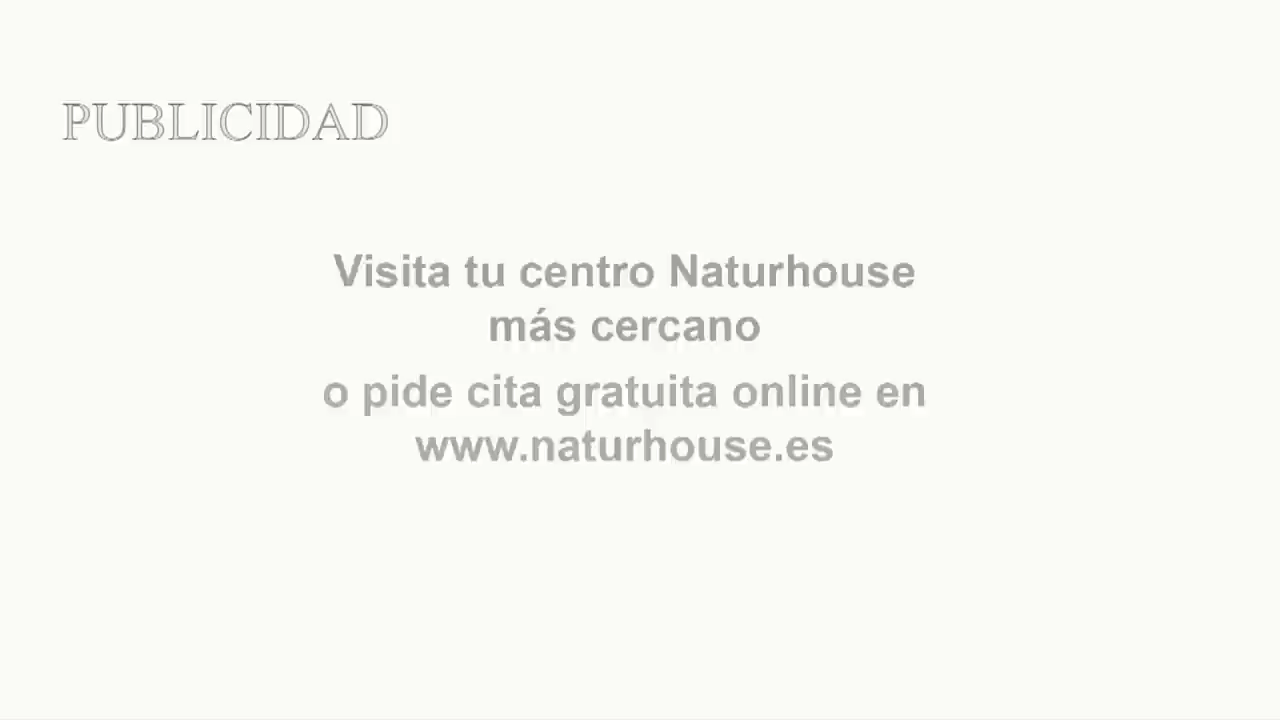 PUBLICIDAD
Visita tu centro Naturhouse
más cercano
o pide cita gratuita online en
www.naturhouse.es